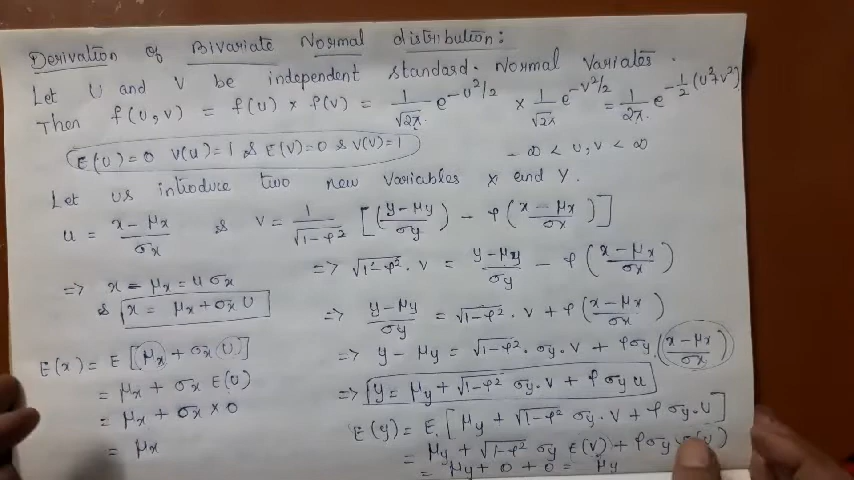 Derivation of Bivariate Normal distribution:
Let U and V be independent standard. Normal Variates.
Then f(U,V) = f(U) × f(V) = 1/√2π e^(-U²/2) × 1/√2π e^(-V²/2) = 1/2π e^(-1/2 (U²+V²))
E(U)=0 V(U)=1 & E(V)=0 & V(V)=1
-∞ < U,V < ∞
Let us introduce two new variables X and Y.
u = (x-μx)/σx & V = 1/√(1-ρ²) [((y-μy)/σy) - ρ((x-μx)/σx)]
=> x-μx = uσx
& x = μx + σx U
=> √(1-ρ²). V = (y-μy)/σy - ρ((x-μx)/σx)
=> (y-μy)/σy = √(1-ρ²). V + ρ((x-μx)/σx)
=> y-μy = √(1-ρ²). σy. V + ρσy((x-μx)/σx)
=> y = μy + √(1-ρ²) σy. V + ρ σy u
E(x) = E[μx + σx U]
= μx + σx E(U)
= μx + σx × 0
= μx
E(y) = E.[μy + √(1-ρ²) σy. V + ρ σy. U]
= μy + √(1-ρ²) σy E(V) + ρ σy
= μy + 0 + 0 = μy